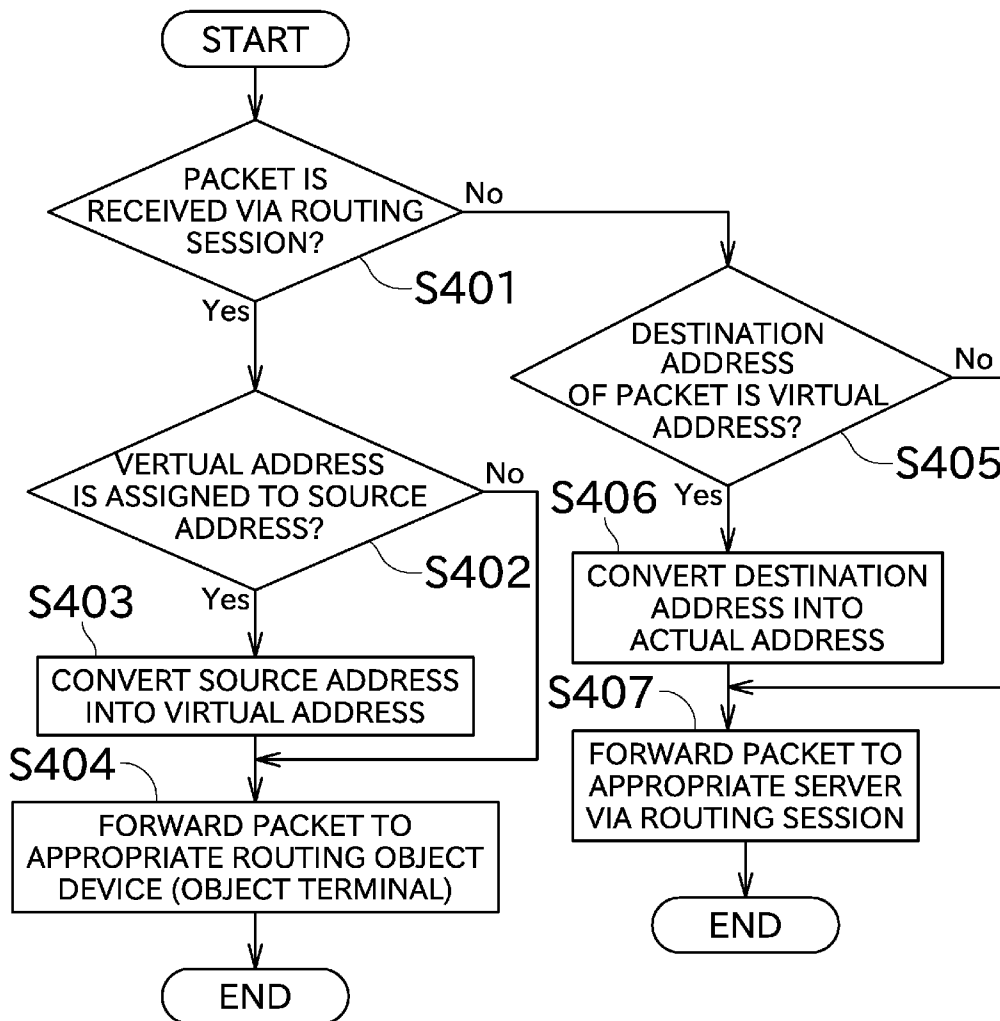 START
PACKET IS
RECEIVED VIA ROUTING
SESSION?
No
S401
Yes
DESTINATION
ADDRESS
OF PACKET IS VIRTUAL
ADDRESS?
No
S405
Yes
VERTUAL ADDRESS
IS ASSIGNED TO SOURCE
ADDRESS?
No
S402
Yes
S403
CONVERT SOURCE ADDRESS
INTO VIRTUAL ADDRESS
S404
FORWARD PACKET TO
APPROPRIATE ROUTING OBJECT
DEVICE (OBJECT TERMINAL)
END
S406
CONVERT DESTINATION
ADDRESS INTO
ACTUAL ADDRESS
S407
FORWARD PACKET TO
APPROPRIATE SERVER
VIA ROUTING SESSION
END